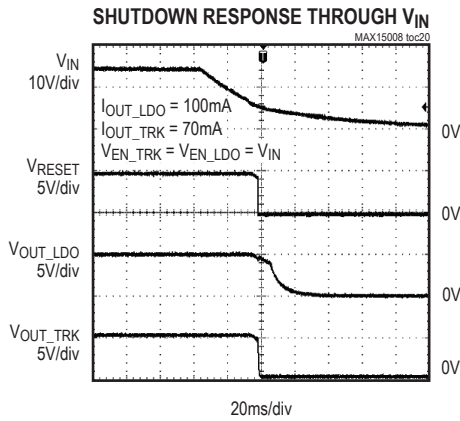 SHUTDOWN RESPONSE THROUGH VIN
MAX15008 toc20
VIN
10V/div
T
IOUT_LDO = 100mA
IOUT_TRK = 70mA
VEN_TRK = VEN_LDO = VIN
0V
VRESET
5V/div
0V
VOUT_LDO
5V/div
0V
VOUT_TRK
5V/div
0V
20ms/div